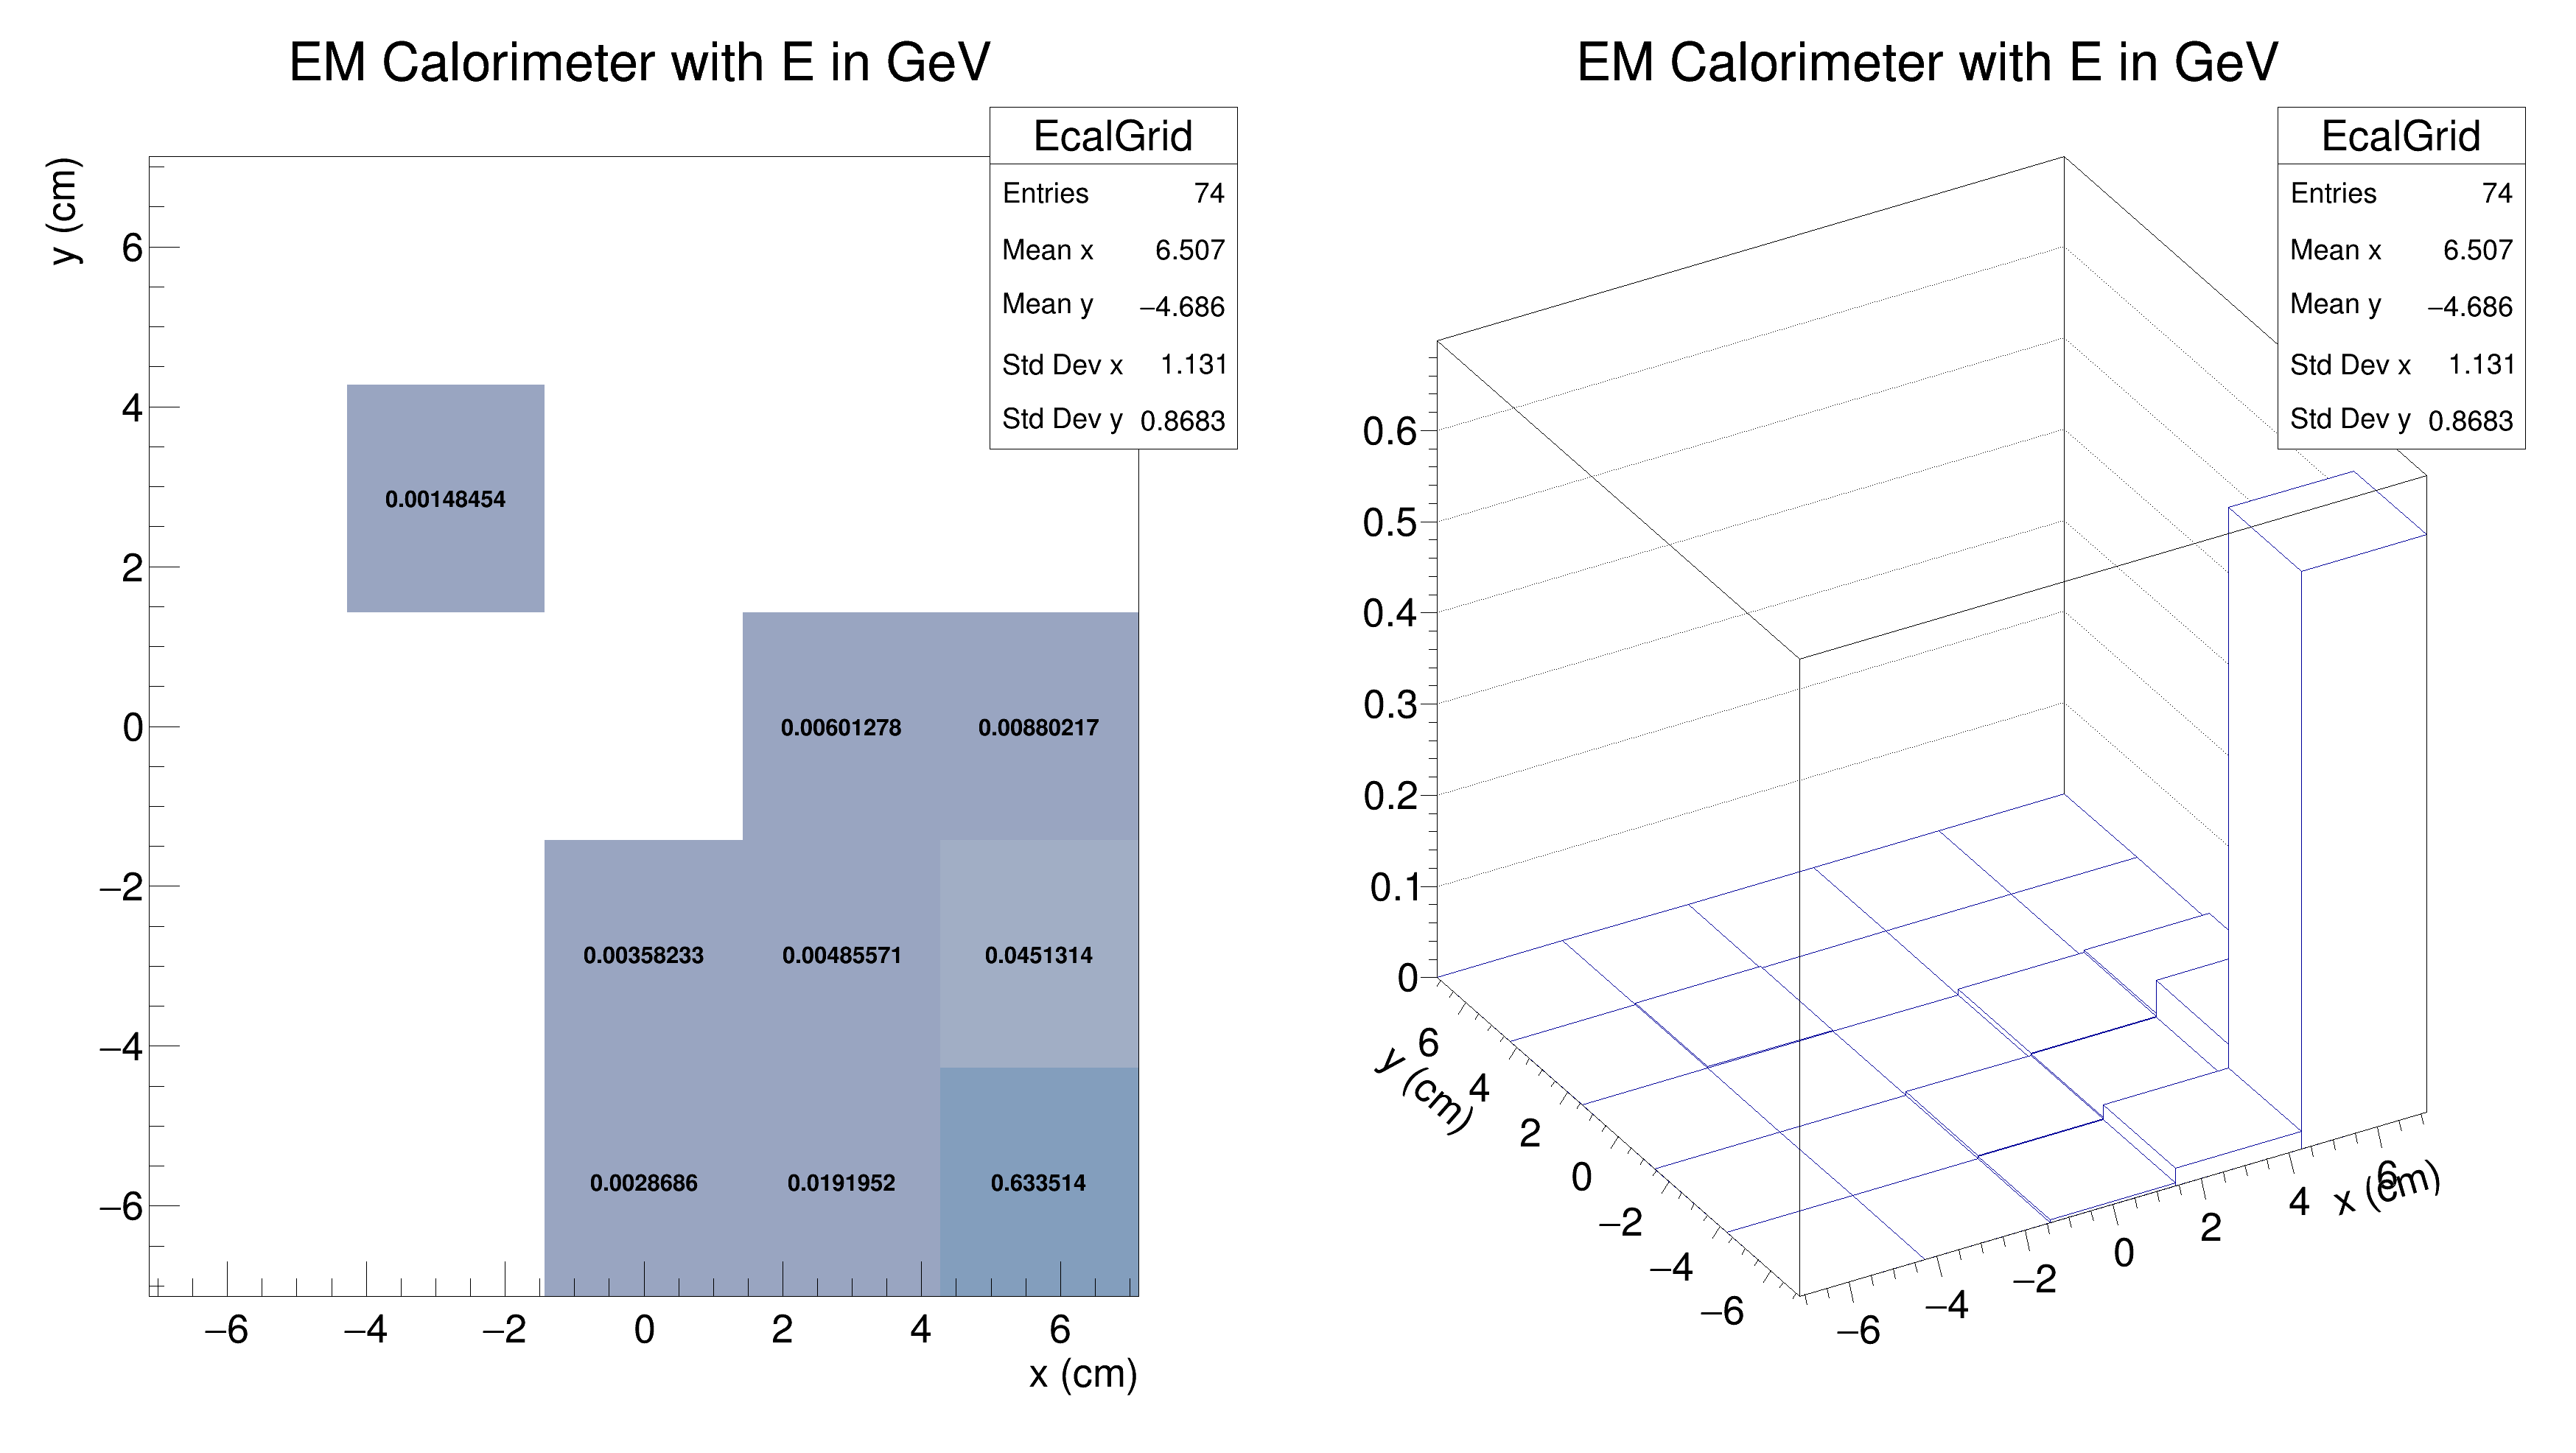 EM Calorimeter with E in GeV
EcalGrid
Entries 74
Mean x 6.507
Mean y −4.686
Std Dev x 1.131
Std Dev y 0.8683
y (cm)
6
4
2
0
−2
−4
−6
0.00148454
0.00601278 0.00880217
0.00358233 0.00485571 0.0451314
0.0028686 0.0191952 0.633514
−6 −4 −2 0 2 4 6
x (cm)
EM Calorimeter with E in GeV
EcalGrid
Entries 74
Mean x 6.507
Mean y −4.686
Std Dev x 1.131
Std Dev y 0.8683
0.6
0.5
0.4
0.3
0.2
0.1
0
y (cm)
6
4
2
0
−2
−4
−6
−6 −4 −2 0 2 4 6
x (cm)